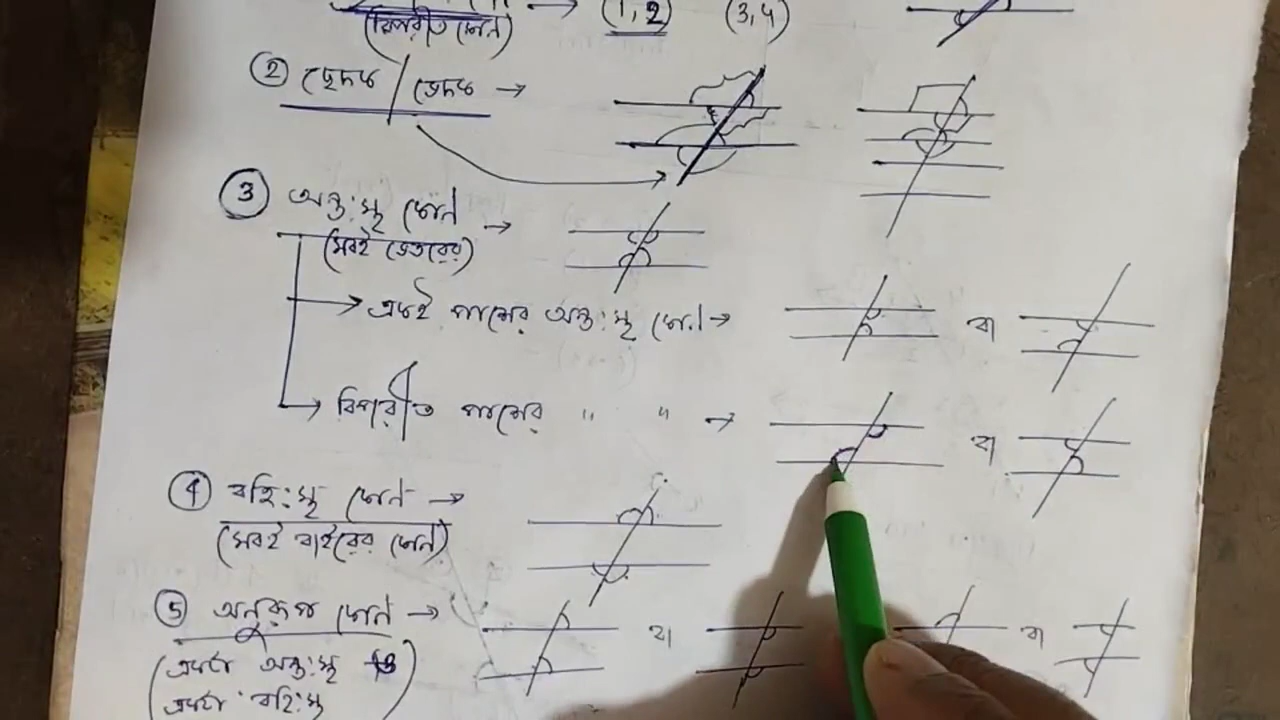 (বিপরীত কোন) → (1, 2) (3, 4)
② ছেদক / ভেদক →
③ অন্তঃস্থ কোন →
(সবই ভেতরের)
→ একই পাশের অন্তঃস্থ কোন → বা
→ বিপরীত পাশের " " → বা
④ বহিঃস্থ কোন →
(সবই বাইরের কোন)
⑤ অনুরূপ কোন → বা বা
(একটা অন্তঃস্থ ও
একটা বহিঃস্থ)